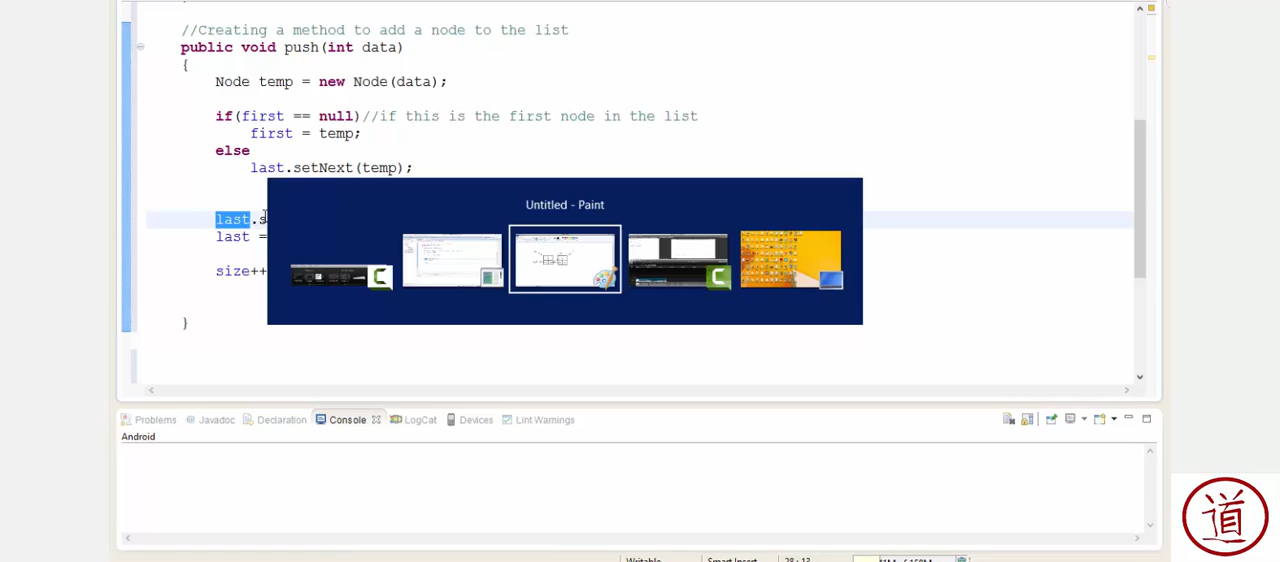 //Creating a method to add a node to the list
public void push(int data)
{
Node temp = new Node(data);
if(first == null)//if this is the first node in the list
first = temp;
else
last.setNext(temp);
Untitled - Paint
last.s
last =
size++
}
Problems @ Javadoc Declaration Console LogCat Devices Lint Warnings
Android
道
Writable Smart Insert 28 : 13